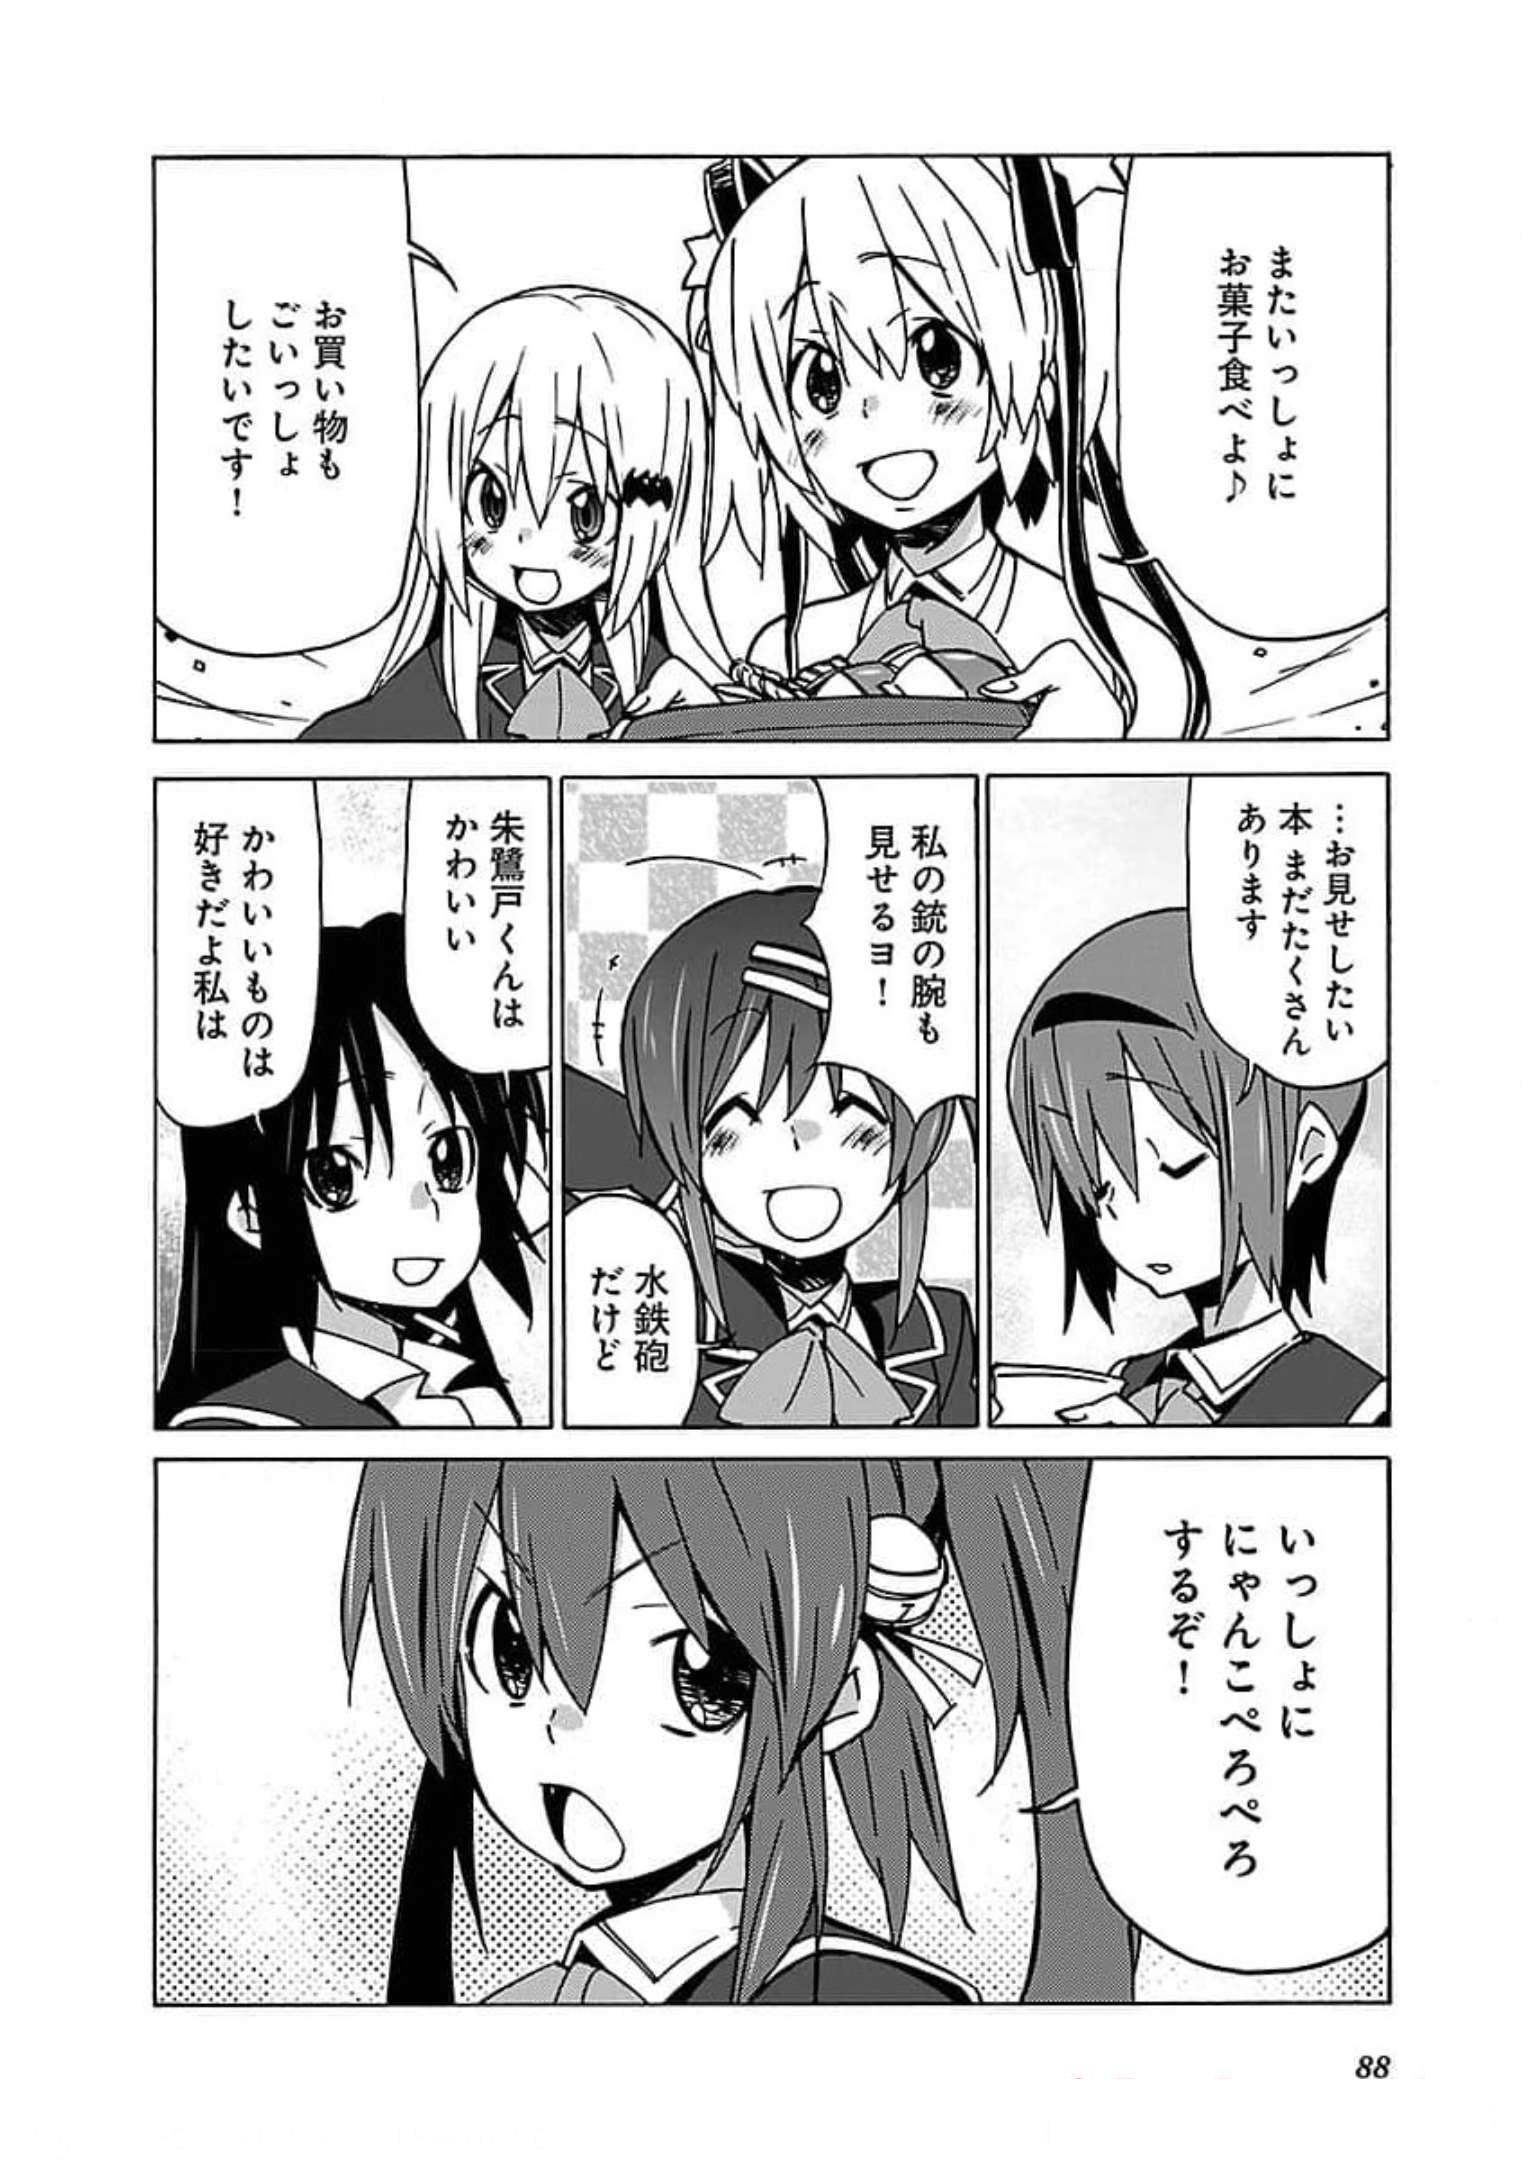 またいっしょに
お菓子食べよ♪
お買い物も
ごいっしょ
したいです!
…お見せしたい
本 まだたくさん
あります
私の銃の腕も
見せるヨ!
水鉄砲
だけど
朱鷺戸くんは
かわいい
かわいいものは
好きだよ私は
いっしょに
にゃんこぺろぺろ
するぞ!
88